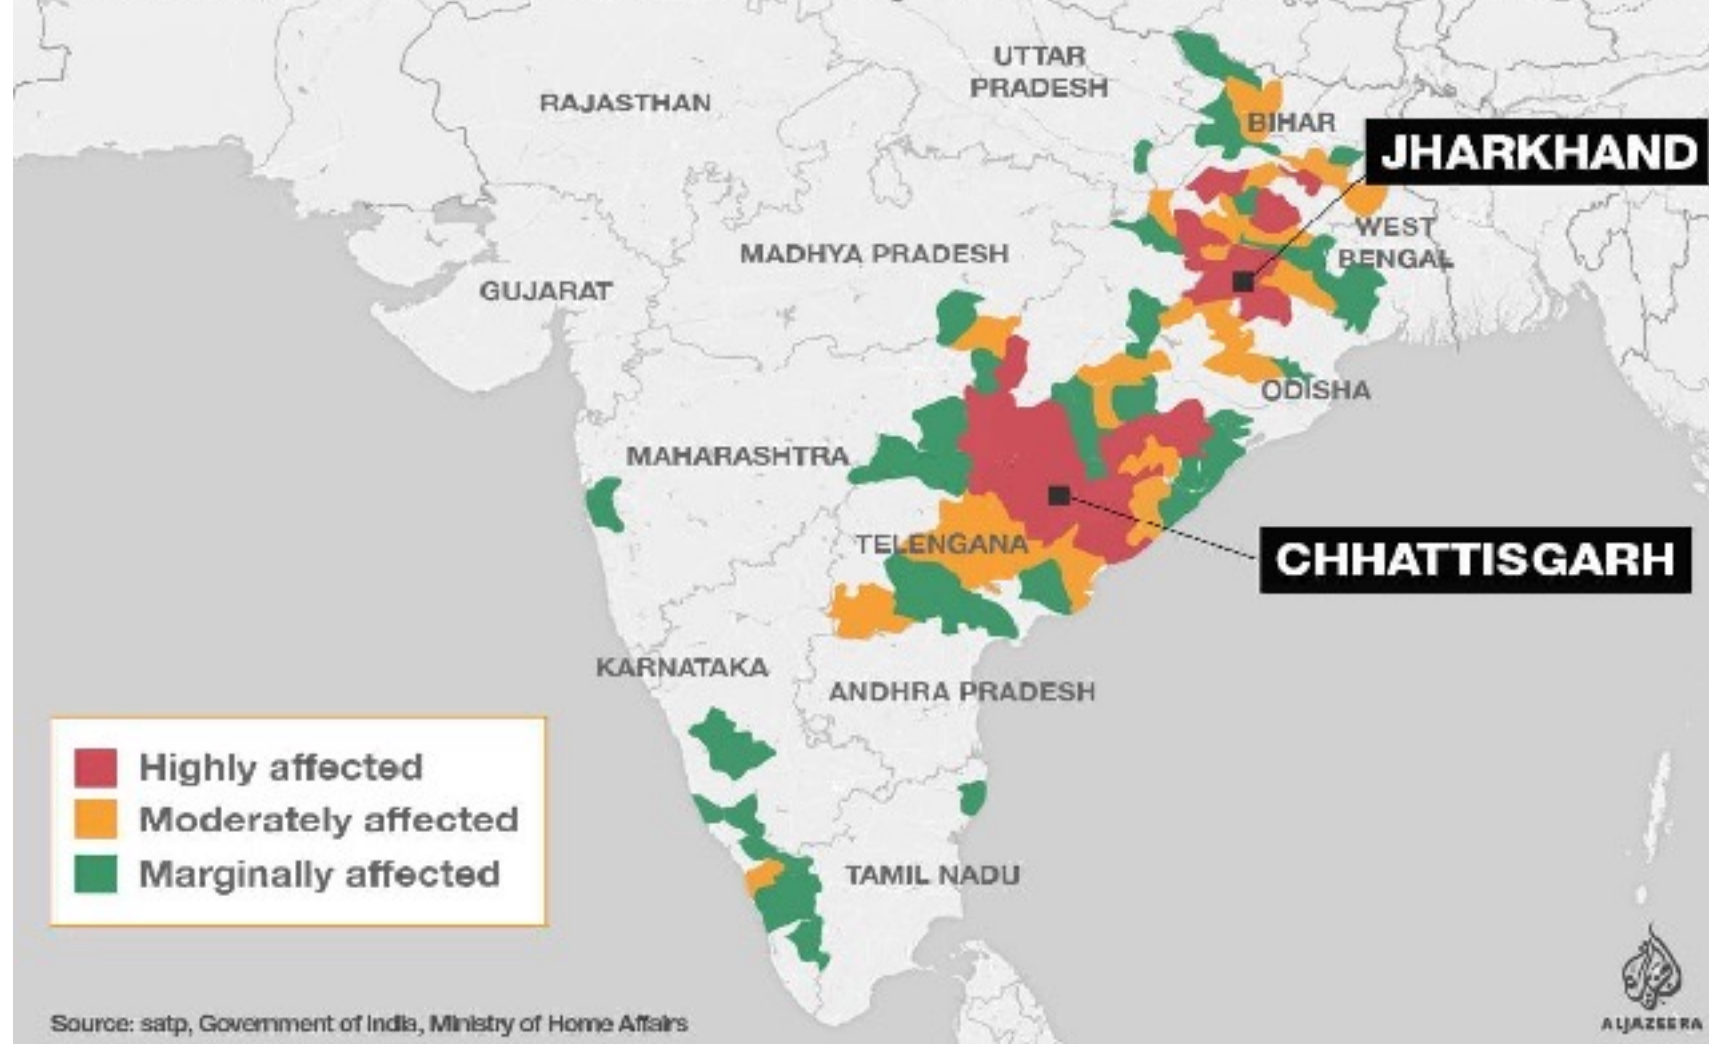 UTTAR
PRADESH
RAJASTHAN
BIHAR
JHARKHAND
WEST
BENGAL
MADHYA PRADESH
GUJARAT
ODISHA
MAHARASHTRA
TELENGANA
CHHATTISGARH
KARNATAKA
ANDHRA PRADESH
Highly affected
Moderately affected
Marginally affected
TAMIL NADU
Source: satp, Government of India, Ministry of Home Affairs
ALJAZEERA